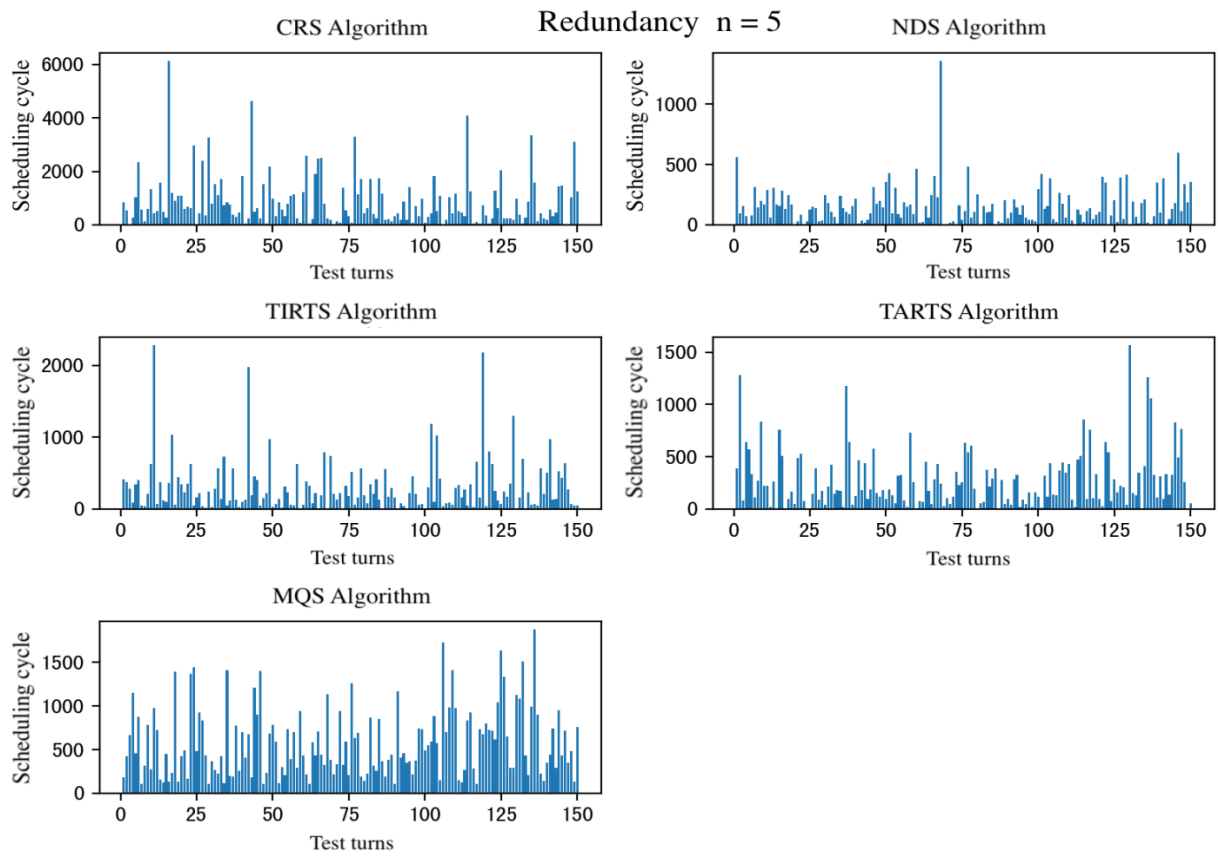 Redundancy n = 5
CRS Algorithm
Scheduling cycle
6000
4000
2000
0
0 25 50 75 100 125 150
Test turns
NDS Algorithm
Scheduling cycle
1000
500
0
0 25 50 75 100 125 150
Test turns
TIRTS Algorithm
Scheduling cycle
2000
1000
0
0 25 50 75 100 125 150
Test turns
TARTS Algorithm
Scheduling cycle
1500
1000
500
0
0 25 50 75 100 125 150
Test turns
MQS Algorithm
Scheduling cycle
1500
1000
500
0
0 25 50 75 100 125 150
Test turns